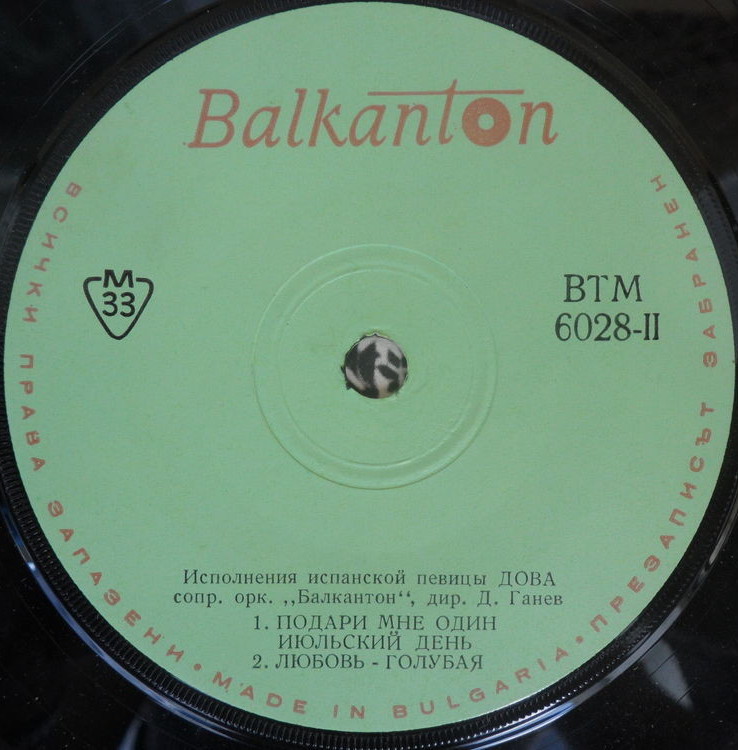 Balkanton
ВСИЧКИ ПРАВА ЗАПАЗЕНИ • MADE IN BULGARIA • ПРЕЗАПИСЪТ ЗАБРАНЕН
М
33
ВТМ
6028-II
Исполнения испанской певицы ДОВА
сопр. орк. ,,Балкантон“, дир. Д. Ганев
1. ПОДАРИ МНЕ ОДИН
ИЮЛЬСКИЙ ДЕНЬ
2. ЛЮБОВЬ - ГОЛУБАЯ